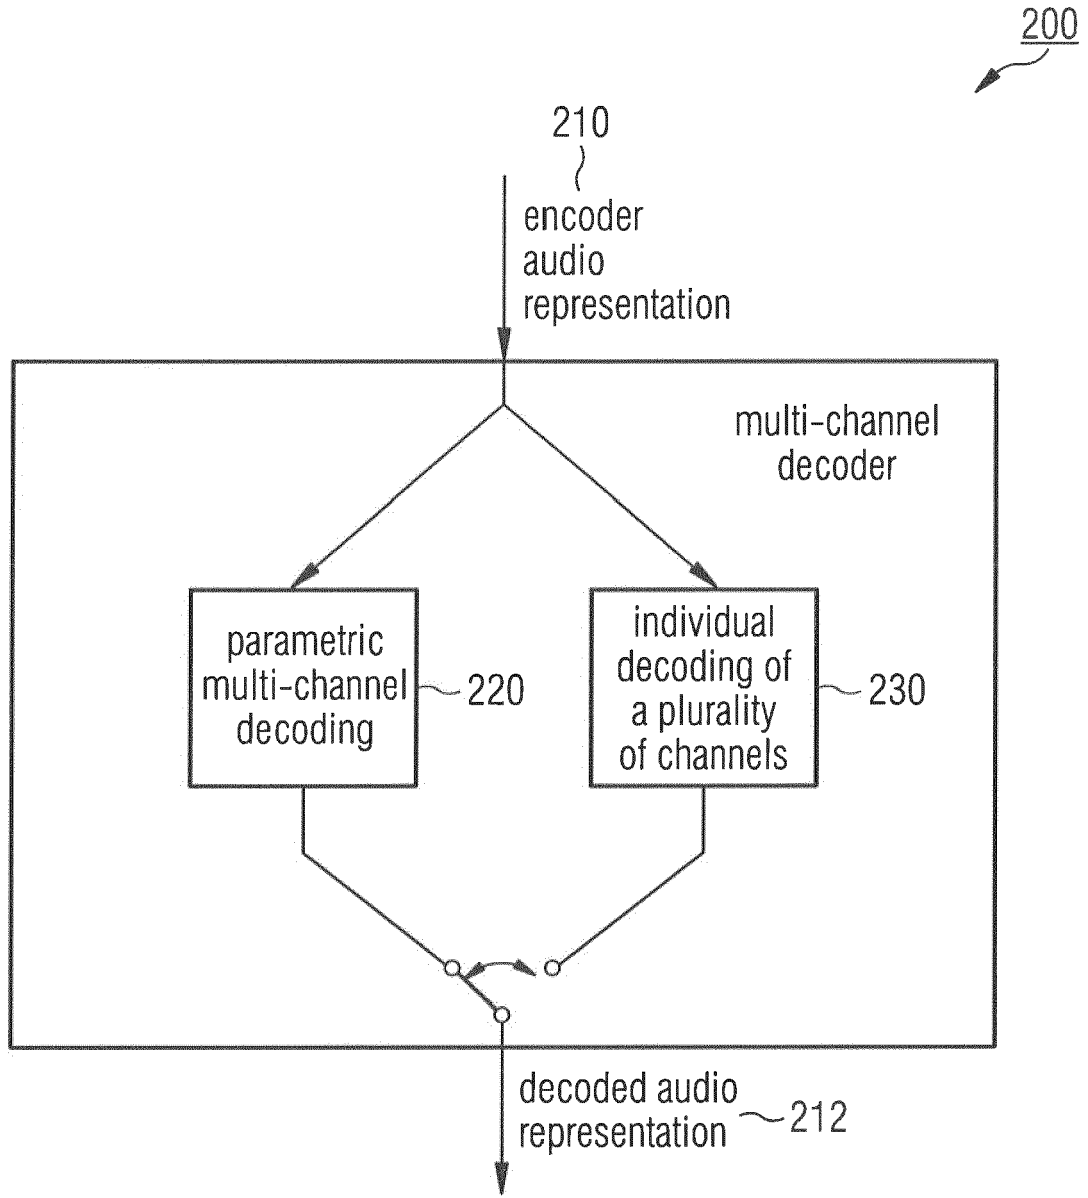 200
210
encoder
audio
representation
multi-channel
decoder
parametric
multi-channel
decoding
220
individual
decoding of
a plurality
of channels
230
decoded audio
representation
212